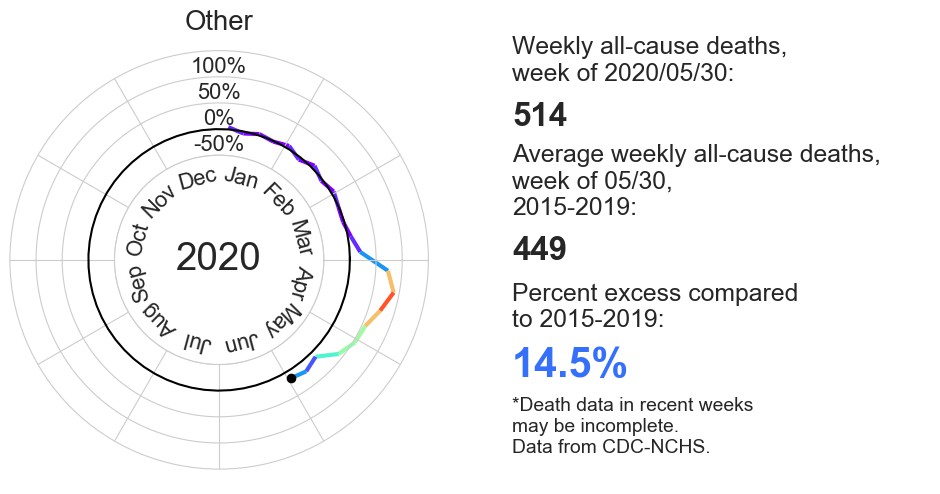 Other
100%
50%
0%
-50%
Jan
Feb
Mar
Apr
May
Jun
Jul
Aug
Sep
Oct
Nov
Dec
2020
Weekly all-cause deaths,
week of 2020/05/30:
514
Average weekly all-cause deaths,
week of 05/30,
2015-2019:
449
Percent excess compared
to 2015-2019:
14.5%
*Death data in recent weeks
may be incomplete.
Data from CDC-NCHS.